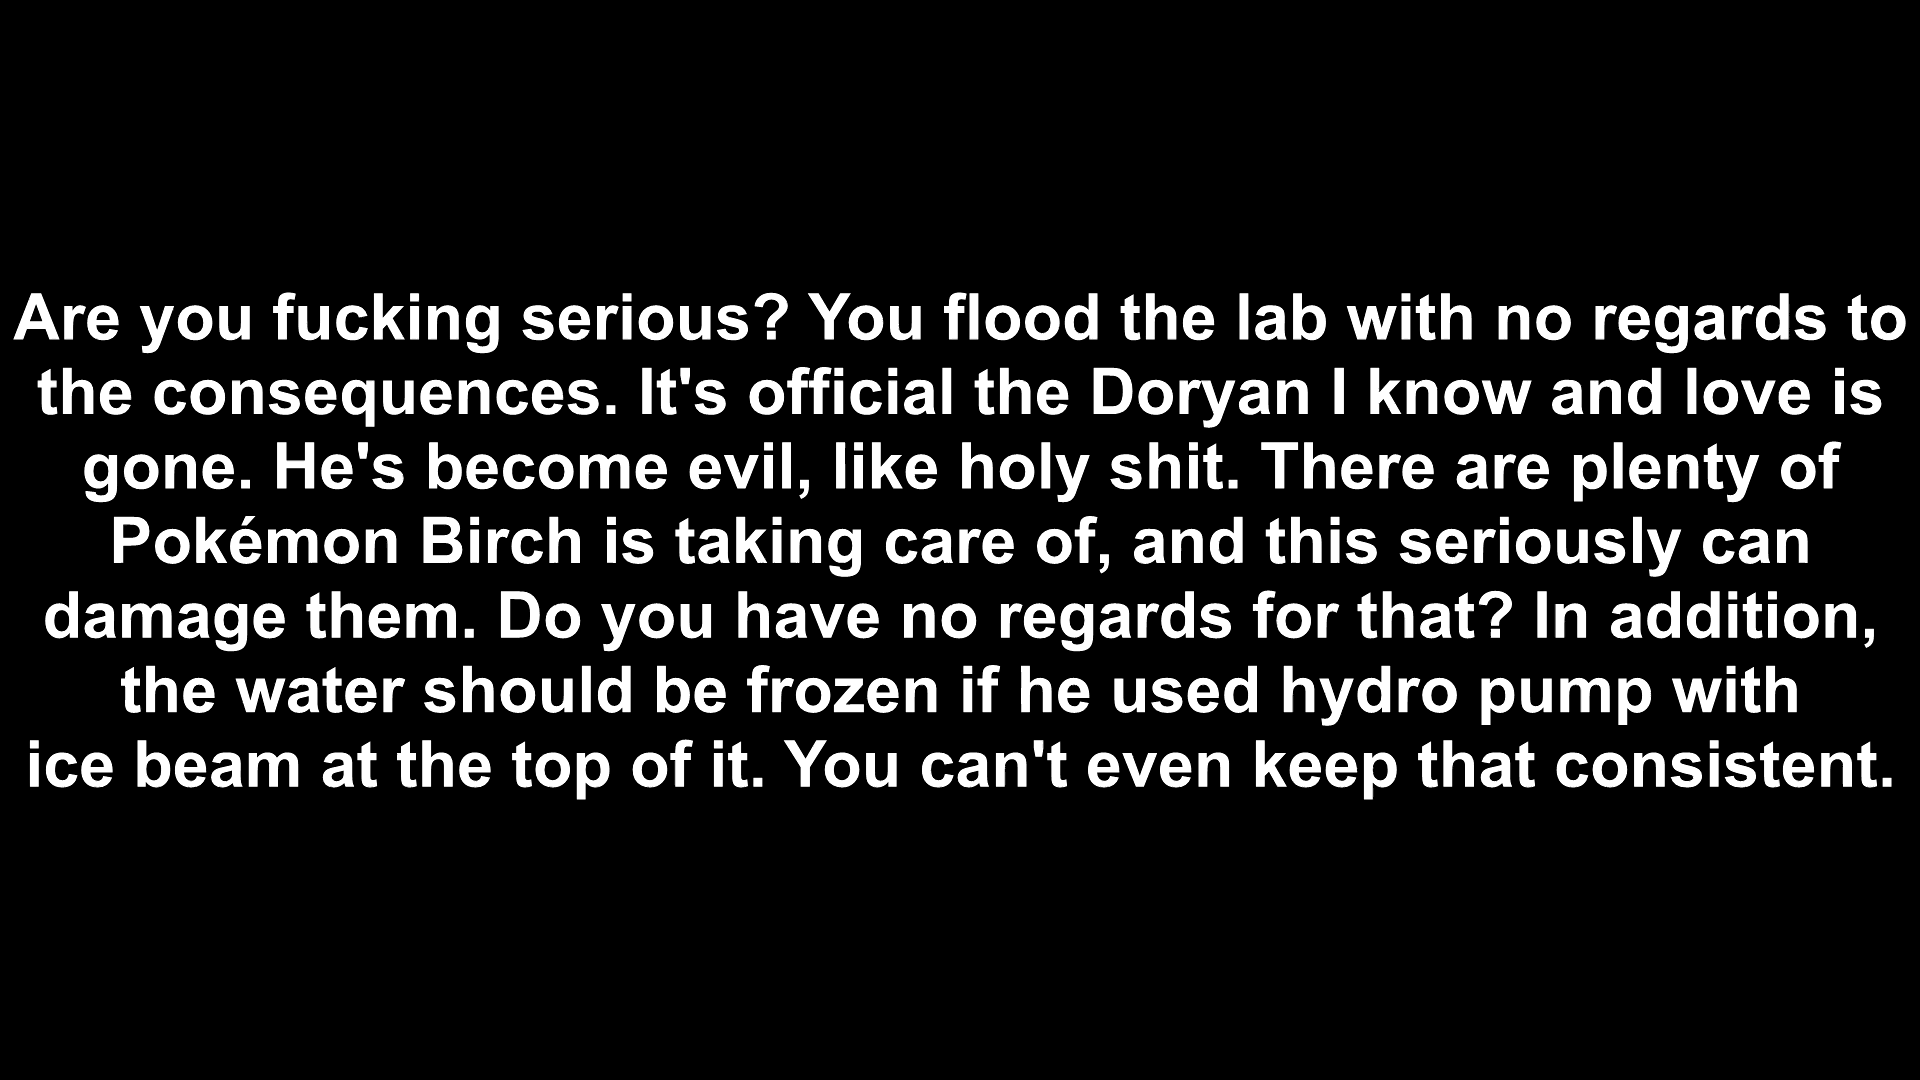 Are you fucking serious? You flood the lab with no regards to
the consequences. It's official the Doryan I know and love is
gone. He's become evil, like holy shit. There are plenty of
Pokémon Birch is taking care of, and this seriously can
damage them. Do you have no regards for that? In addition,
the water should be frozen if he used hydro pump with
ice beam at the top of it. You can't even keep that consistent.